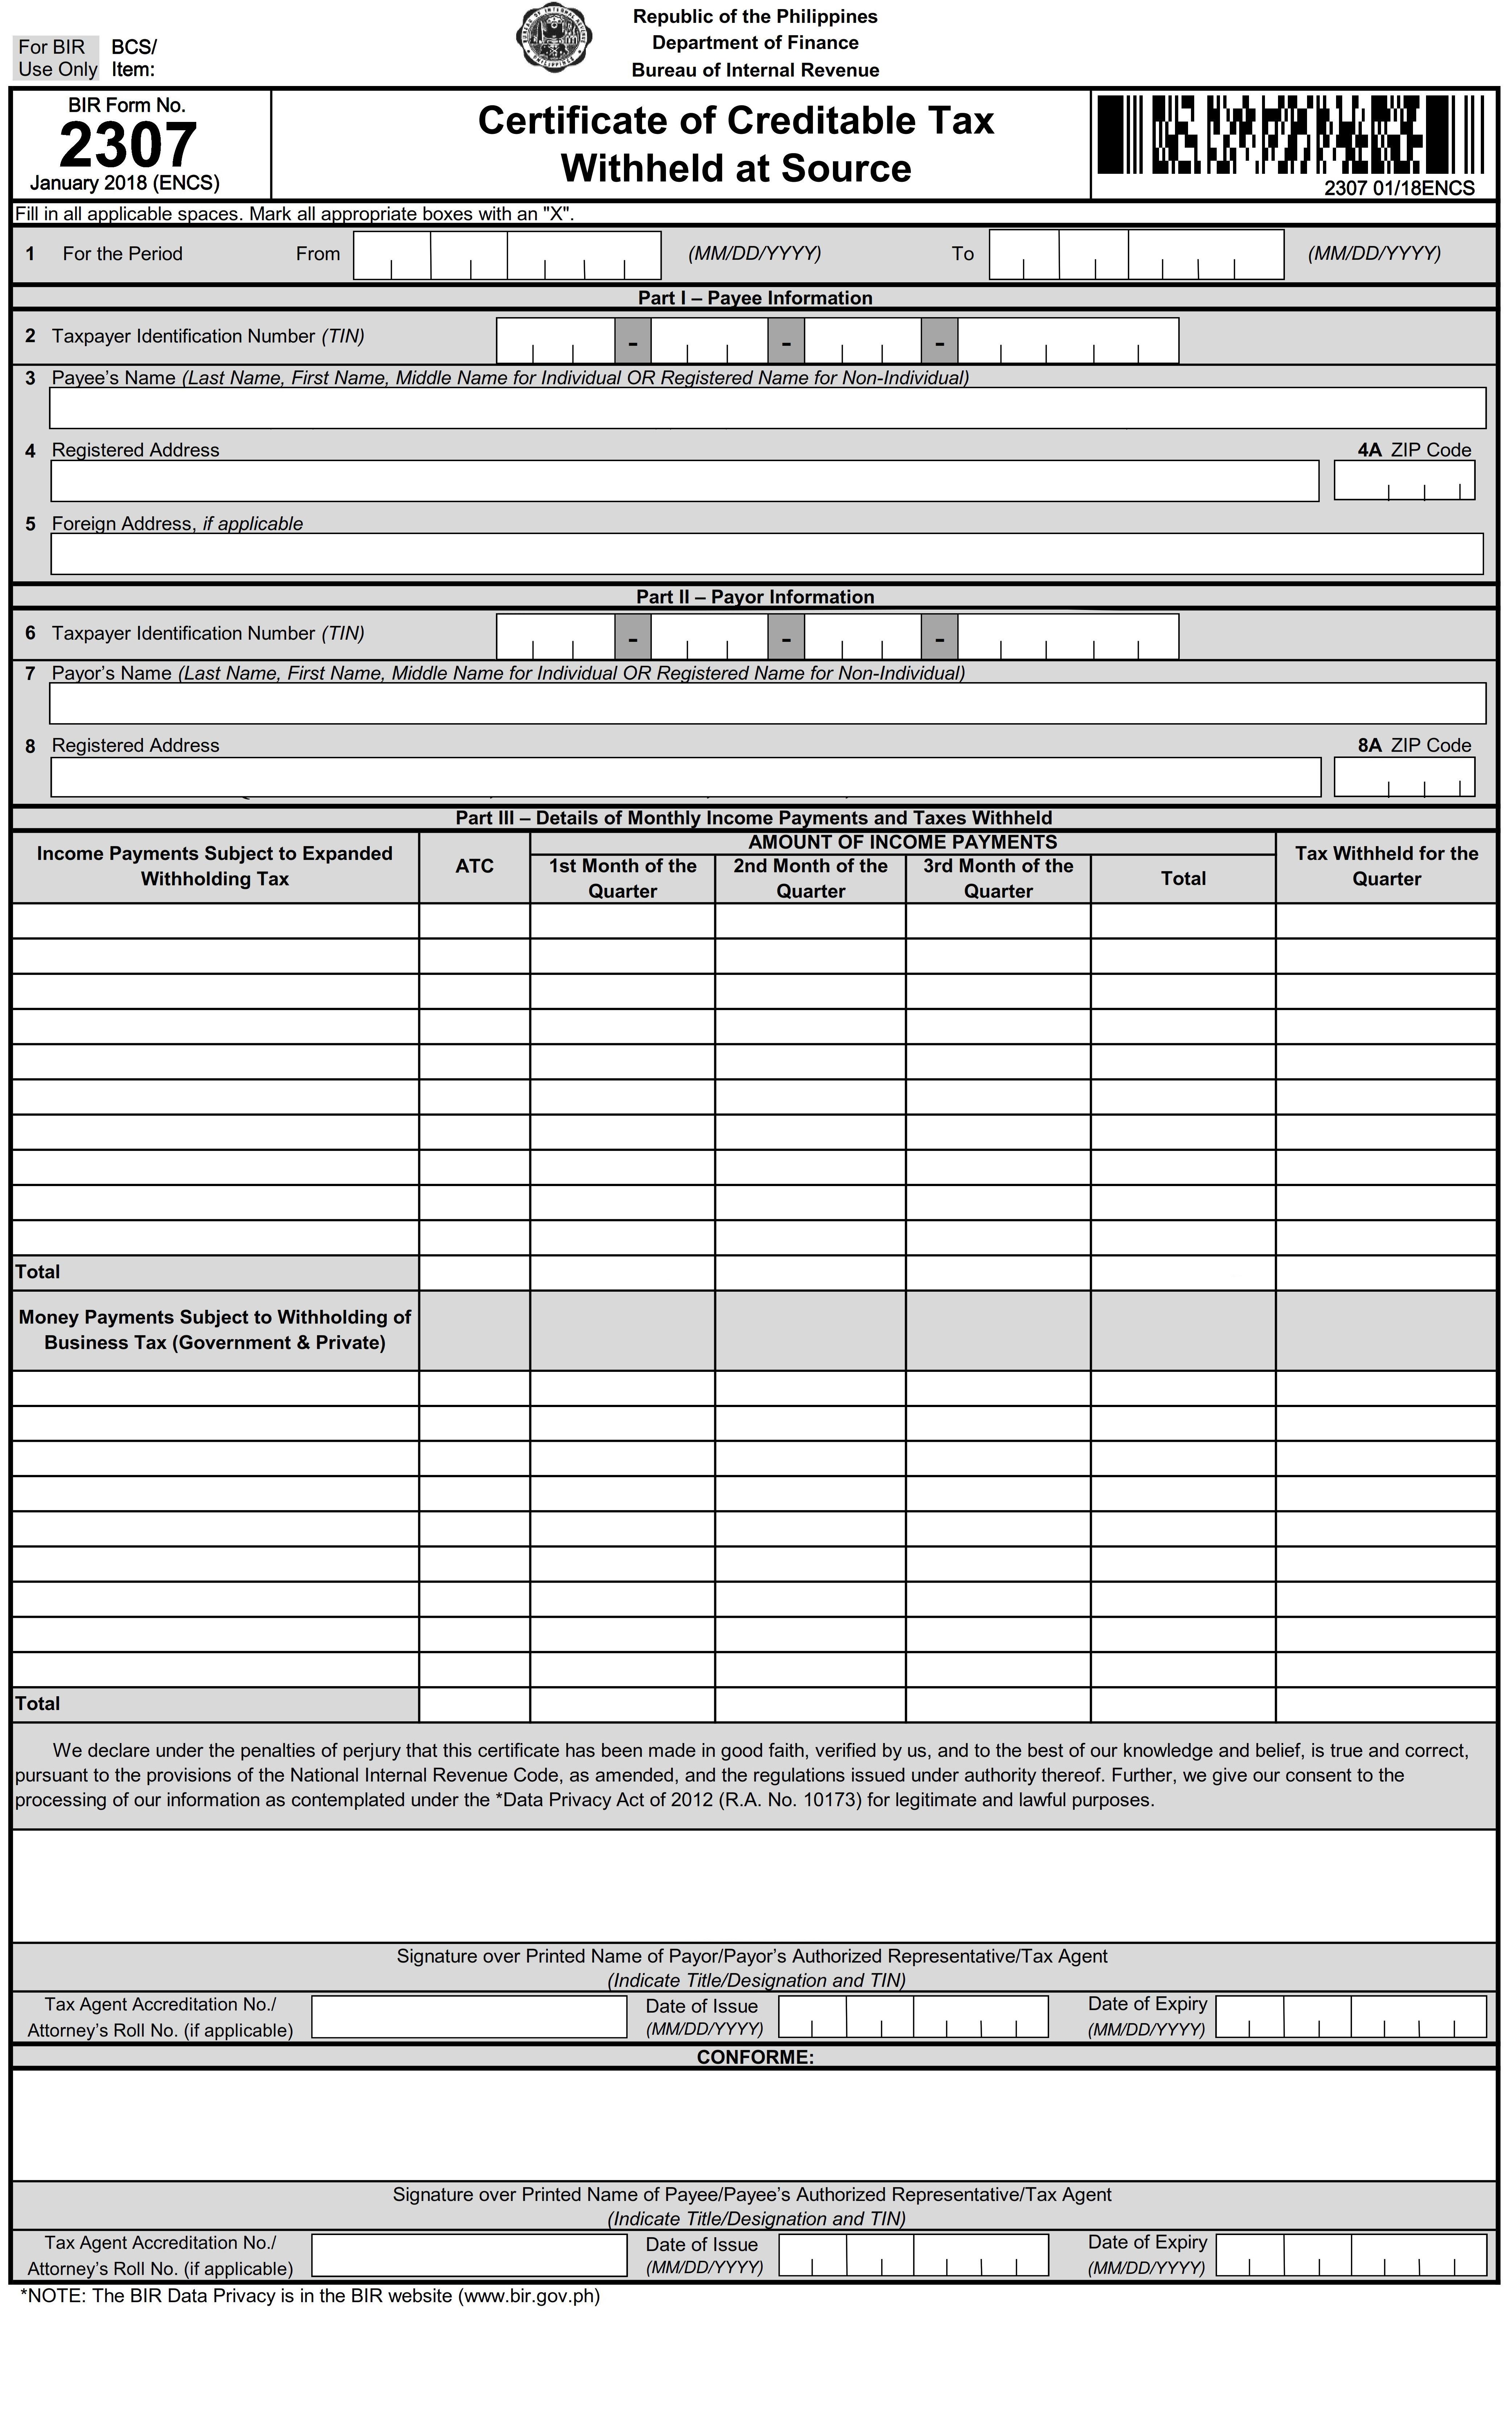 Republic of the Philippines
Department of Finance
Bureau of Internal Revenue
For BIR Use Only
BCS/ Item:
BIR Form No.
2307
January 2018 (ENCS)
Certificate of Creditable Tax
Withheld at Source
2307 01/18ENCS
Fill in all applicable spaces. Mark all appropriate boxes with an "X".
1 For the Period From (MM/DD/YYYY) To (MM/DD/YYYY)
Part I – Payee Information
2 Taxpayer Identification Number (TIN) - - -
3 Payee’s Name (Last Name, First Name, Middle Name for Individual OR Registered Name for Non-Individual)
4 Registered Address 4A ZIP Code
5 Foreign Address, if applicable
Part II – Payor Information
6 Taxpayer Identification Number (TIN) - - -
7 Payor’s Name (Last Name, First Name, Middle Name for Individual OR Registered Name for Non-Individual)
8 Registered Address 8A ZIP Code
Part III – Details of Monthly Income Payments and Taxes Withheld
Income Payments Subject to Expanded
Withholding Tax
ATC
AMOUNT OF INCOME PAYMENTS
1st Month of the
Quarter
2nd Month of the
Quarter
3rd Month of the
Quarter
Total
Tax Withheld for the
Quarter
Total
Money Payments Subject to Withholding of
Business Tax (Government & Private)
Total
We declare under the penalties of perjury that this certificate has been made in good faith, verified by us, and to the best of our knowledge and belief, is true and correct,
pursuant to the provisions of the National Internal Revenue Code, as amended, and the regulations issued under authority thereof. Further, we give our consent to the
processing of our information as contemplated under the *Data Privacy Act of 2012 (R.A. No. 10173) for legitimate and lawful purposes.
Signature over Printed Name of Payor/Payor’s Authorized Representative/Tax Agent
(Indicate Title/Designation and TIN)
Tax Agent Accreditation No./
Attorney’s Roll No. (if applicable)
Date of Issue
(MM/DD/YYYY)
Date of Expiry
(MM/DD/YYYY)
CONFORME:
Signature over Printed Name of Payee/Payee’s Authorized Representative/Tax Agent
(Indicate Title/Designation and TIN)
Tax Agent Accreditation No./
Attorney’s Roll No. (if applicable)
Date of Issue
(MM/DD/YYYY)
Date of Expiry
(MM/DD/YYYY)
*NOTE: The BIR Data Privacy is in the BIR website (www.bir.gov.ph)